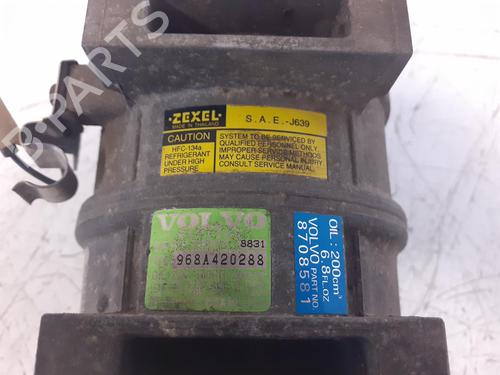 PARTS
·ZEXEL·
MADE IN THAILAND
S.A.E.-J639
CAUTION
HFC-134a
REFRIGERANT
UNDER HIGH
PRESSURE
SYSTEM TO BE SERVICED BY
QUALIFIED PERSONNEL ONLY.
IMPROPER SERVICE METHODS
MAY CAUSE PERSONAL INJURY
CONSULT SERVICE MANUAL.
VOLVO
8831
968A420288
OIL : 200cm³
6.8FL.OZ
VOLVO PART NO
8708581